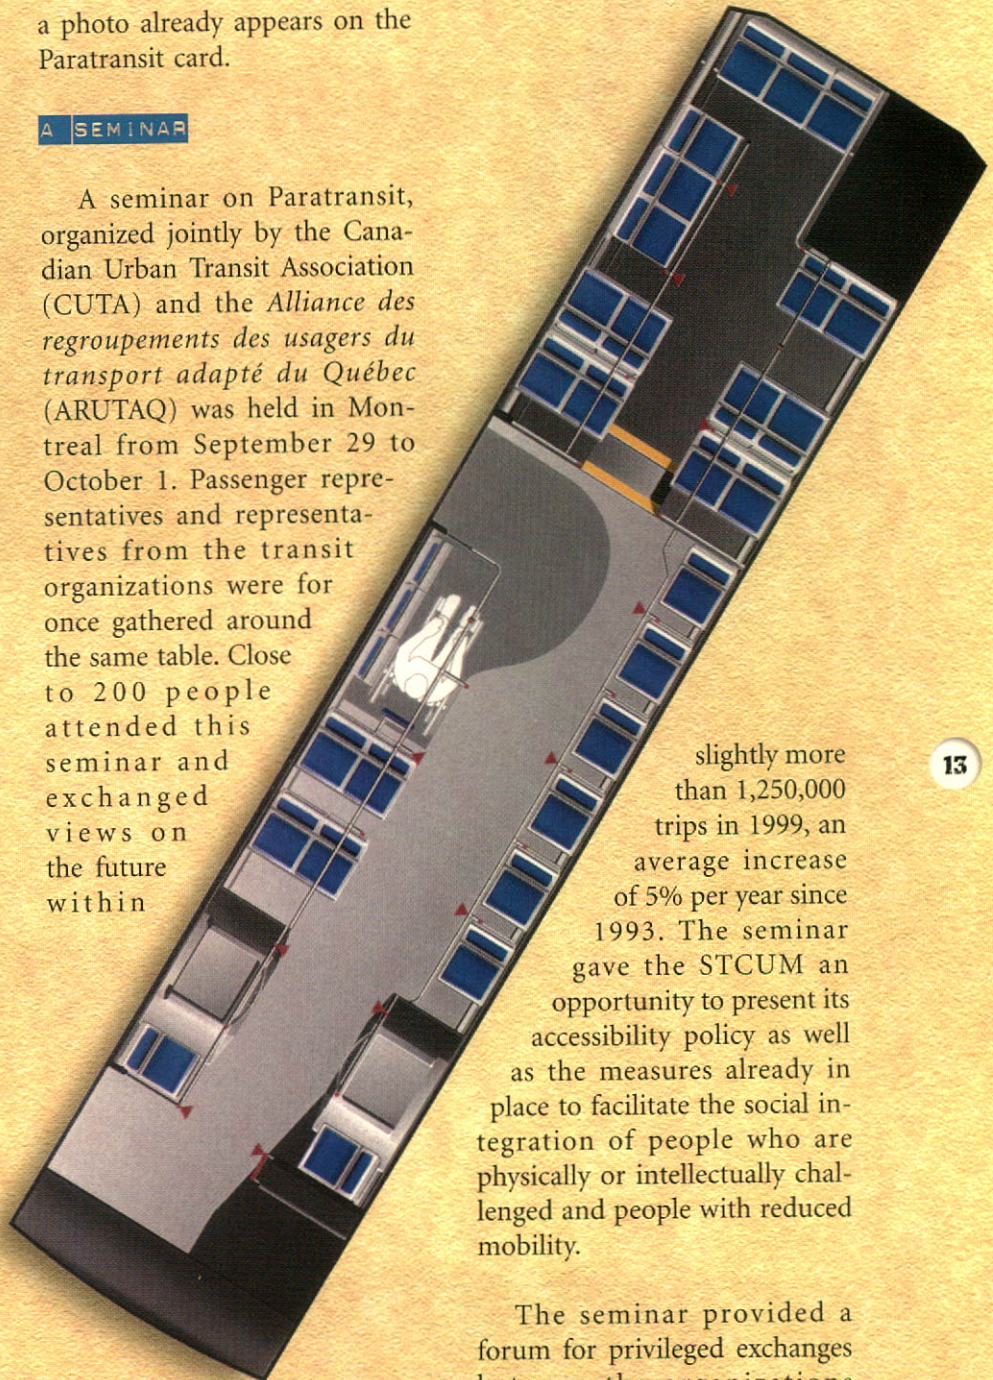 a photo already appears on the
Paratransit card.
A SEMINAR
A seminar on Paratransit,
organized jointly by the Cana-
dian Urban Transit Association
(CUTA) and the Alliance des
regroupements des usagers du
transport adapté du Québec
(ARUTAQ) was held in Mon-
treal from September 29 to
October 1. Passenger repre-
sentatives and representa-
tives from the transit
organizations were for
once gathered around
the same table. Close
to 200 people
attended this
seminar and
exchanged
views on
the future
within
slightly more
than 1,250,000
trips in 1999, an
average increase
of 5% per year since
1993. The seminar
gave the STCUM an
opportunity to present its
accessibility policy as well
as the measures already in
place to facilitate the social in-
tegration of people who are
physically or intellectually chal-
lenged and people with reduced
mobility.
The seminar provided a
forum for privileged exchanges
between the organizations
13